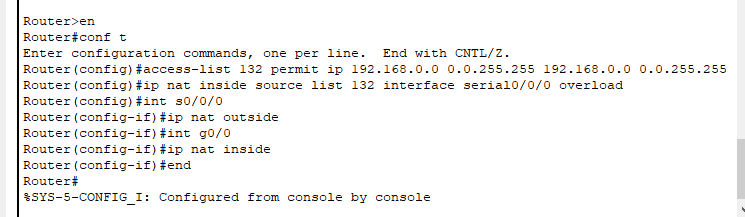 Router>en
Router#conf t
Enter configuration commands, one per line.  End with CNTL/Z.
Router(config)#access-list 132 permit ip 192.168.0.0 0.0.255.255 192.168.0.0 0.0.255.255
Router(config)#ip nat inside source list 132 interface serial0/0/0 overload
Router(config)#int s0/0/0
Router(config-if)#ip nat outside
Router(config-if)#int g0/0
Router(config-if)#ip nat inside
Router(config-if)#end
Router#
%SYS-5-CONFIG_I: Configured from console by console